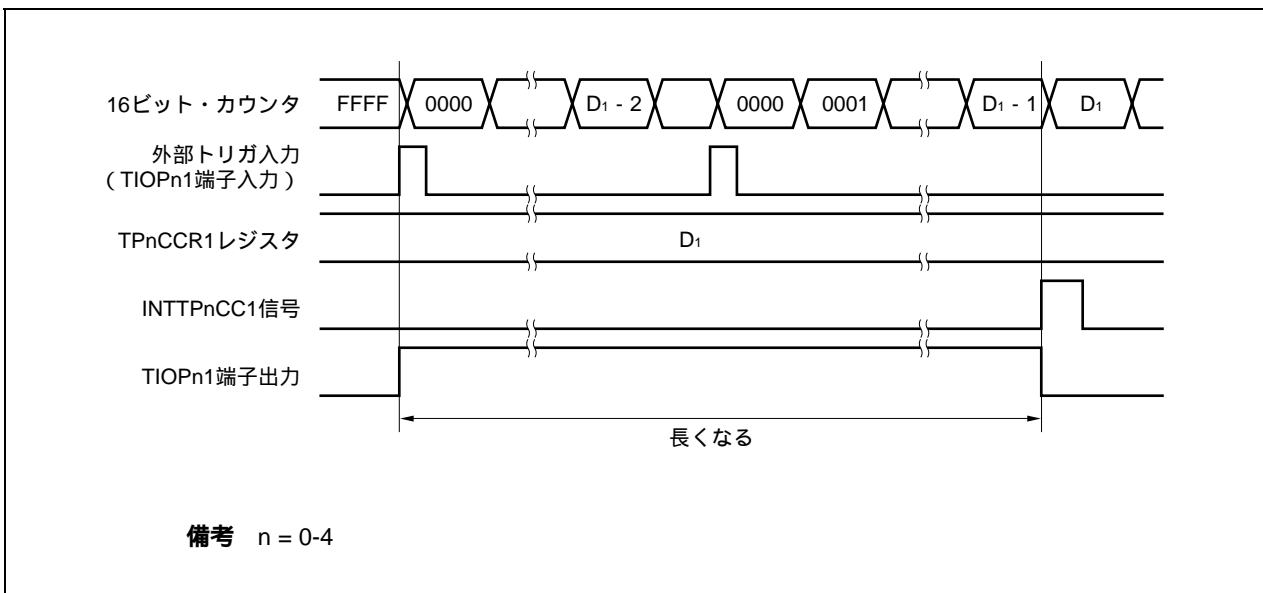 16ビット・カウンタ FFFF 0000 D1 - 2 0000 0001 D1 - 1 D1
外部トリガ入力
（TIOPn1端子入力）
TPnCCR1レジスタ D1
INTTPnCC1信号
TIOPn1端子出力
長くなる
備考 n = 0-4